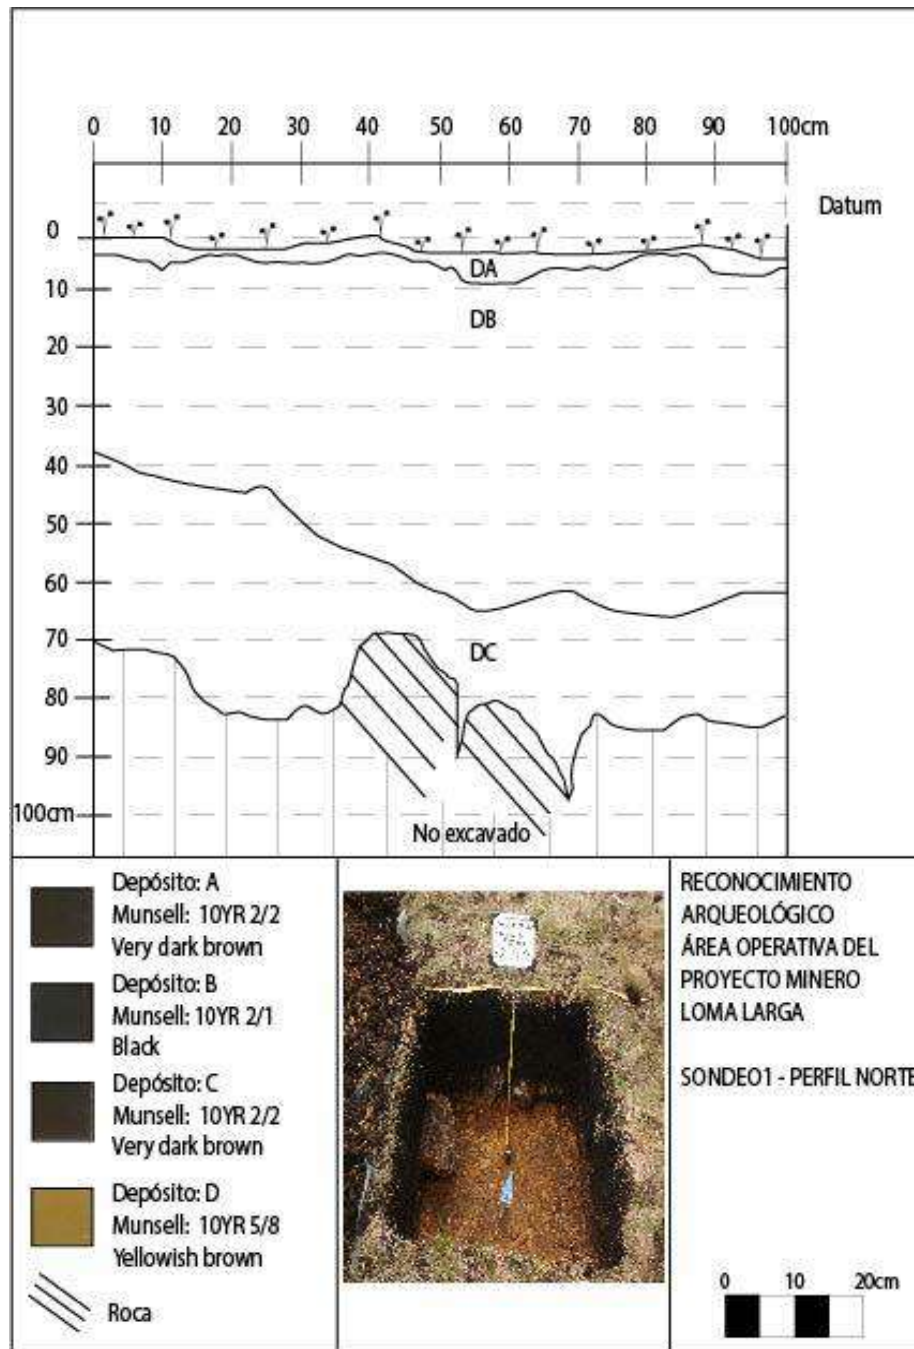 0 10 20 30 40 50 60 70 80 90 100cm
Datum
0
10
20
30
40
50
60
70
80
90
100cm
DA
DB
DC
No excavado
Depósito: A
Munsell: 10YR 2/2
Very dark brown
Depósito: B
Munsell: 10YR 2/1
Black
Depósito: C
Munsell: 10YR 2/2
Very dark brown
Depósito: D
Munsell: 10YR 5/8
Yellowish brown
Roca
RECONOCIMIENTO
ARQUEOLÓGICO
ÁREA OPERATIVA DEL
PROYECTO MINERO
LOMA LARGA
SONDEO1 - PERFIL NORTE
0 10 20cm